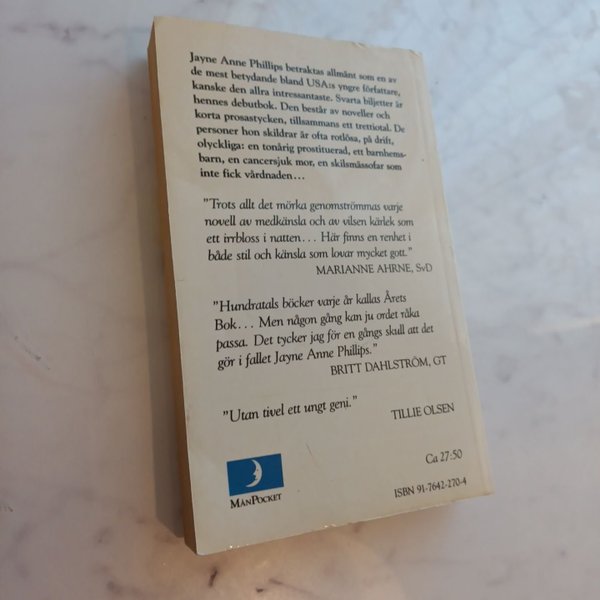 Jayne Anne Phillips betraktas allmänt som en av
de mest betydande bland USA:s yngre författare,
kanske den allra intressantaste. Svarta biljetter är
hennes debutbok. Den består av noveller och
korta prosastycken, tillsammans ett trettiotal. De
personer hon skildrar är ofta rotlösa, på drift,
olyckliga: en tonårig prostituerad, ett barnhems-
barn, en cancersjuk mor, en skilsmässofar som
inte fick vårdnaden...
"Trots allt det mörka genomströmmas varje
novell av medkänsla och av vilsen kärlek som
ett irrbloss i natten... Här finns en renhet i
både stil och känsla som lovar mycket gott."
MARIANNE AHRNE, SvD
"Hundratals böcker varje år kallas Årets
Bok... Men någon gång kan ju ordet råka
passa. Det tycker jag för en gångs skull att det
gör i fallet Jayne Anne Phillips."
BRITT DAHLSTRÖM, GT
"Utan tivel ett ungt geni."
TILLIE OLSEN
Ca 27:50
MÅNPOCKET
ISBN 91-7642-270-4